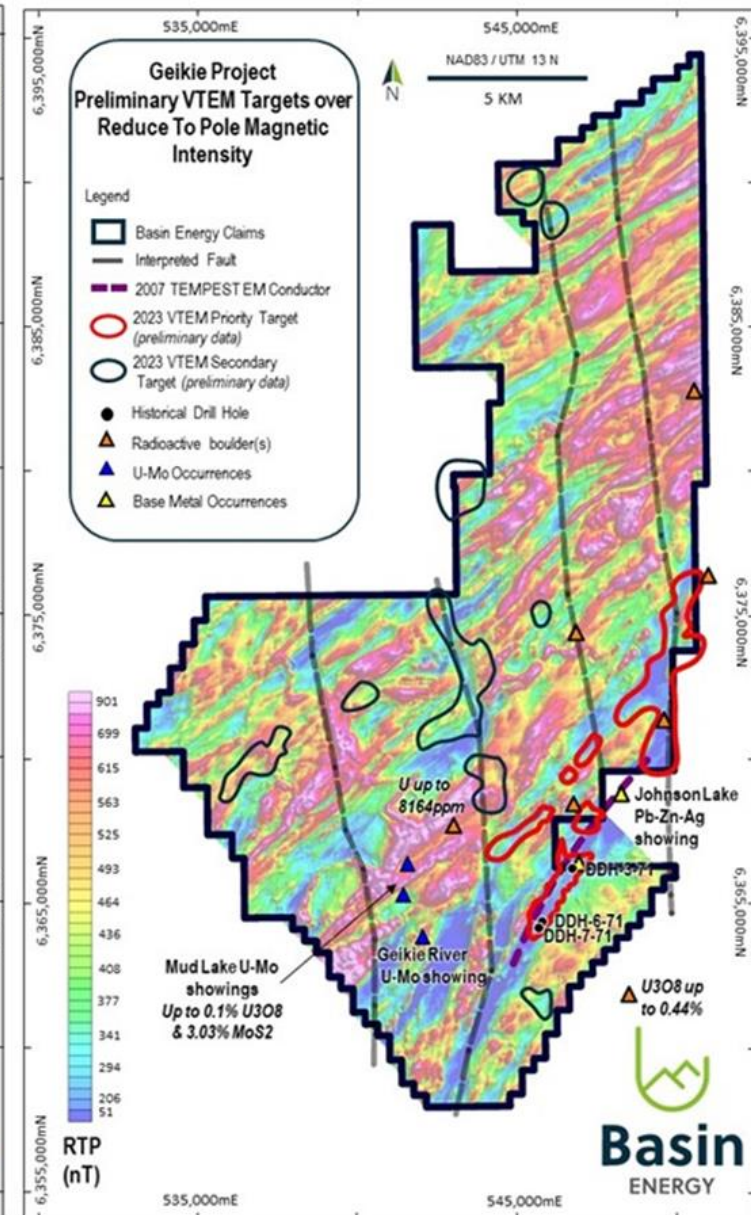 535,000mE
545,000mE
6,395,000mN
6,395,000mN
Geikie Project
Preliminary VTEM Targets over
Reduce To Pole Magnetic
Intensity
N
NAD83 / UTM 13 N
5 KM
Legend
Basin Energy Claims
Interpreted Fault
2007 TEMPEST EM Conductor
2023 VTEM Priority Target
(preliminary data)
2023 VTEM Secondary
Target (preliminary data)
Historical Drill Hole
Radioactive boulder(s)
U-Mo Occurrences
Base Metal Occurrences
6,385,000mN
6,385,000mN
6,375,000mN
6,375,000mN
901
699
615
563
525
493
464
436
408
377
341
294
206
51
RTP
(nT)
U up to
8164ppm
Johnson Lake
Pb-Zn-Ag
showing
DDH-3-71
DDH-6-71
DDH-7-71
6,365,000mN
6,365,000mN
Geikie River
U-Mo showing
Mud Lake U-Mo
showings
Up to 0.1% U3O8
& 3.03% MoS2
U3O8 up
to 0.44%
Basin
ENERGY
6,355,000mN
535,000mE
545,000mE